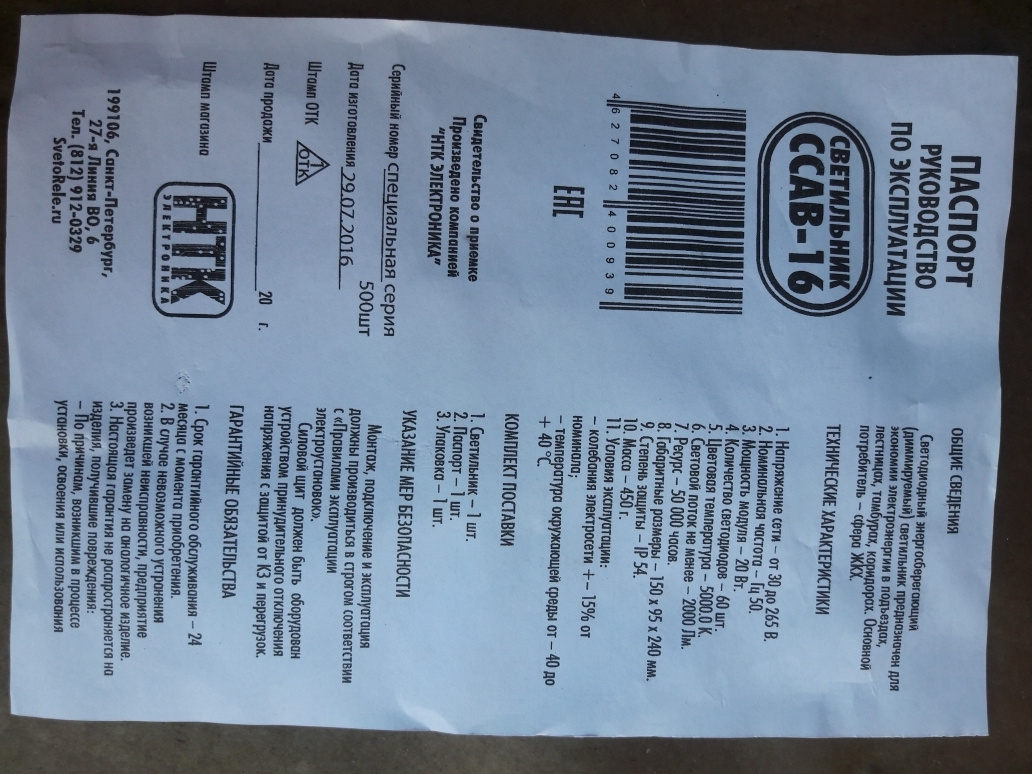 ПАСПОРТ
РУКОВОДСТВО
ПО ЭКСПЛУАТАЦИИ
СВЕТИЛЬНИК
ССАВ-16
4 627082 400939
ЕАС
Свидетельство о приемке
Произведено компанией
"НТК ЭЛЕКТРОНИКА"
Серийный номер специальная серия
500шт
Дата изготовления 29.07.2016
Штамп ОТК
1
ОТК
Дата продажи 20 г.
Штамп магазина
НТК
ЭЛЕКТРОНИКА
199106, Санкт-Петербург,
27-я Линия ВО, 6
Тел. (812) 912-0329
SvetoRele.ru
ОБЩИЕ СВЕДЕНИЯ
Светодиодный энергосберегающий
(диммируемый) светильник предназначен для
экономии электроэнергии в подъездах,
лестницах, тамбурах, коридорах. Основной
потребитель – сфера ЖКХ.
ТЕХНИЧЕСКИЕ ХАРАКТЕРИСТИКИ
1. Напряжение сети – от 30 до 265 В.
2. Номинальная частота – Гц 50.
3. Мощность модуля – 20 Вт.
4. Количество светодиодов – 60 шт.
5. Цветовая температура – 5000.0 К.
6. Световой поток не менее – 2000 Лм.
7. Ресурс – 50 000 часов.
8. Габаритные размеры – 150 х 95 х 240 мм.
9. Степень защиты – IP 54.
10. Масса – 450 г.
11. Условия эксплуатации:
– колебания электросети +– 15% от
номинала;
– температура окружающей среды от – 40 до
+ 40 °С.
КОМПЛЕКТ ПОСТАВКИ
1. Светильник – 1 шт.
2. Паспорт – 1 шт.
3. Упаковка – 1 шт.
УКАЗАНИЕ МЕР БЕЗОПАСНОСТИ
Монтаж, подключение и эксплуатация
должны производиться в строгом соответствии
с «Правилами эксплуатации
электроустановок».
Силовой щит должен быть оборудован
устройством принудительного отключения
напряжения с защитой от КЗ и перегрузок.
ГАРАНТИЙНЫЕ ОБЯЗАТЕЛЬСТВА
1. Срок гарантийного обслуживания – 24
месяца с момента приобретения.
2. В случае невозможного устранения
возникшей неисправности, предприятие
произведет замену на аналогичное изделие.
3. Настоящая гарантия не распространяется на
изделия, получившие повреждения:
– По причинам, возникшим в процессе
установки, освоения или использования